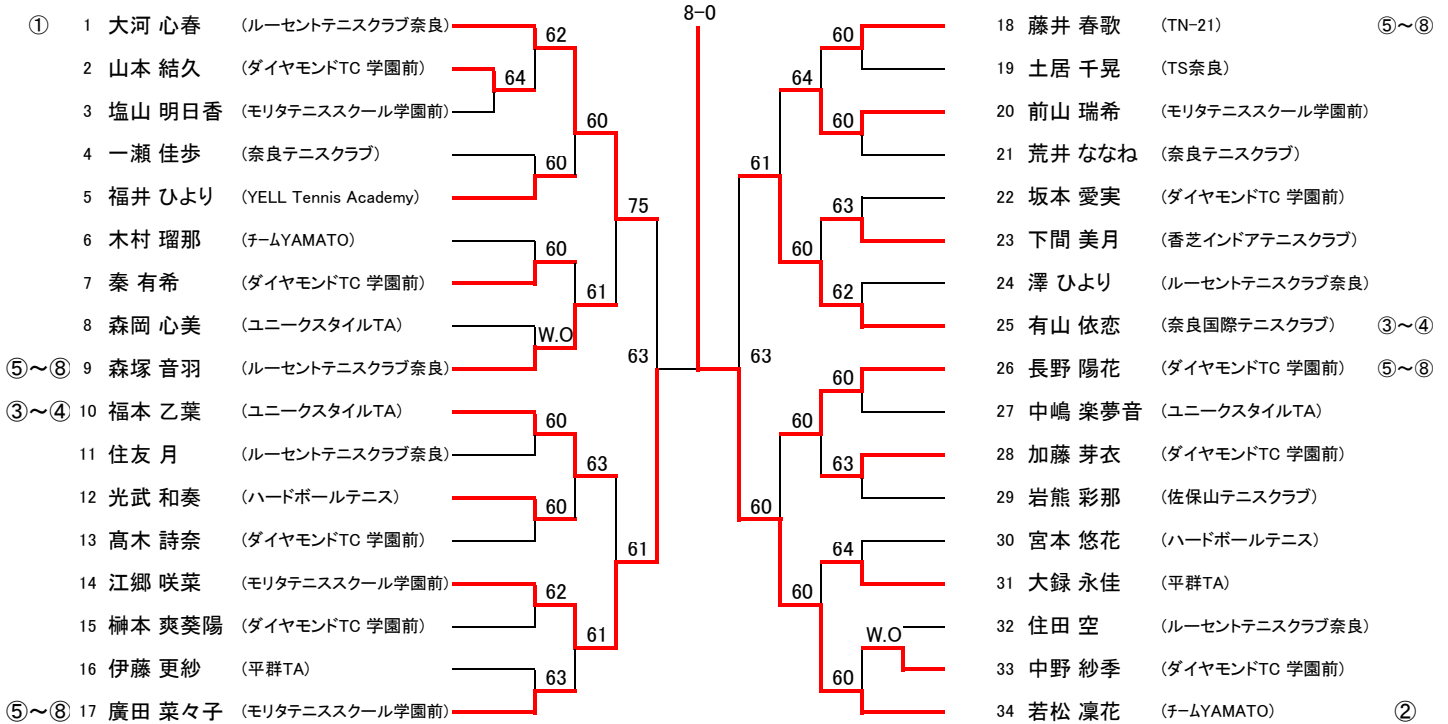 8-0
① 1 大河 心春 (ルーセントテニスクラブ奈良)
2 山本 結久 (ダイヤモンドTC 学園前)
3 塩山 明日香 (モリタテニススクール学園前)
4 一瀬 佳歩 (奈良テニスクラブ)
5 福井 ひより (YELL Tennis Academy)
6 木村 瑠那 (チームYAMATO)
7 秦 有希 (ダイヤモンドTC 学園前)
8 森岡 心美 (ユニークスタイルTA)
⑤～⑧ 9 森塚 音羽 (ルーセントテニスクラブ奈良)
③～④ 10 福本 乙葉 (ユニークスタイルTA)
11 住友 月 (ルーセントテニスクラブ奈良)
12 光武 和奏 (ハードボールテニス)
13 髙木 詩奈 (ダイヤモンドTC 学園前)
14 江郷 咲菜 (モリタテニススクール学園前)
15 榊本 爽葵陽 (ダイヤモンドTC 学園前)
16 伊藤 更紗 (平群TA)
⑤～⑧ 17 廣田 菜々子 (モリタテニススクール学園前)
62
64
60
60
75
60
61
W.O
63
60
63
60
61
62
61
63
60
64
60
61
63
60
62
63
60
60
63
60
64
60
W.O
60
18 藤井 春歌 (TN-21) ⑤～⑧
19 土居 千晃 (TS奈良)
20 前山 瑞希 (モリタテニススクール学園前)
21 荒井 ななね (奈良テニスクラブ)
22 坂本 愛実 (ダイヤモンドTC 学園前)
23 下間 美月 (香芝インドアテニスクラブ)
24 澤 ひより (ルーセントテニスクラブ奈良)
25 有山 依恋 (奈良国際テニスクラブ) ③～④
26 長野 陽花 (ダイヤモンドTC 学園前) ⑤～⑧
27 中嶋 楽夢音 (ユニークスタイルTA)
28 加藤 芽衣 (ダイヤモンドTC 学園前)
29 岩熊 彩那 (佐保山テニスクラブ)
30 宮本 悠花 (ハードボールテニス)
31 大録 永佳 (平群TA)
32 住田 空 (ルーセントテニスクラブ奈良)
33 中野 紗季 (ダイヤモンドTC 学園前)
34 若松 凜花 (チームYAMATO) ②